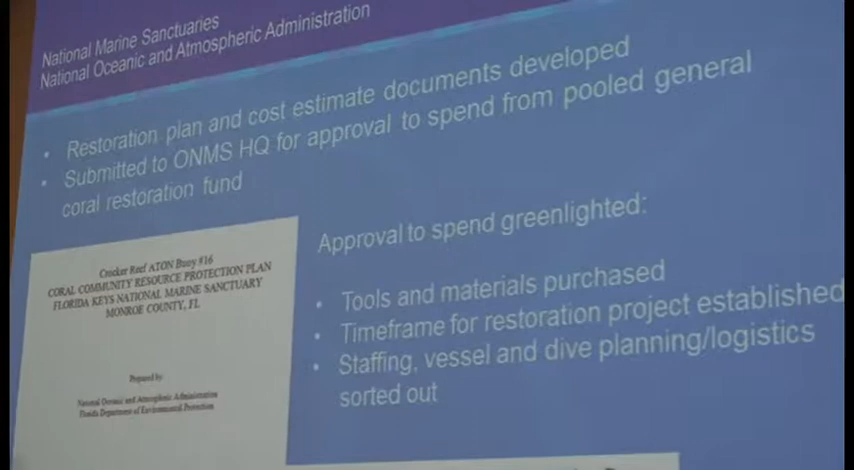 National Marine Sanctuaries
National Oceanic and Atmospheric Administration
• Restoration plan and cost estimate documents developed
• Submitted to ONMS HQ for approval to spend from pooled general
coral restoration fund
Approval to spend greenlighted:
• Tools and materials purchased
• Timeframe for restoration project established
• Staffing, vessel and dive planning/logistics
sorted out
Crocker Reef ATON Buoy #16
CORAL COMMUNITY RESOURCE PROTECTION PLAN
FLORIDA KEYS NATIONAL MARINE SANCTUARY
MONROE COUNTY, FL
Prepared by:
National Oceanic and Atmospheric Administration
Florida Department of Environmental Protection